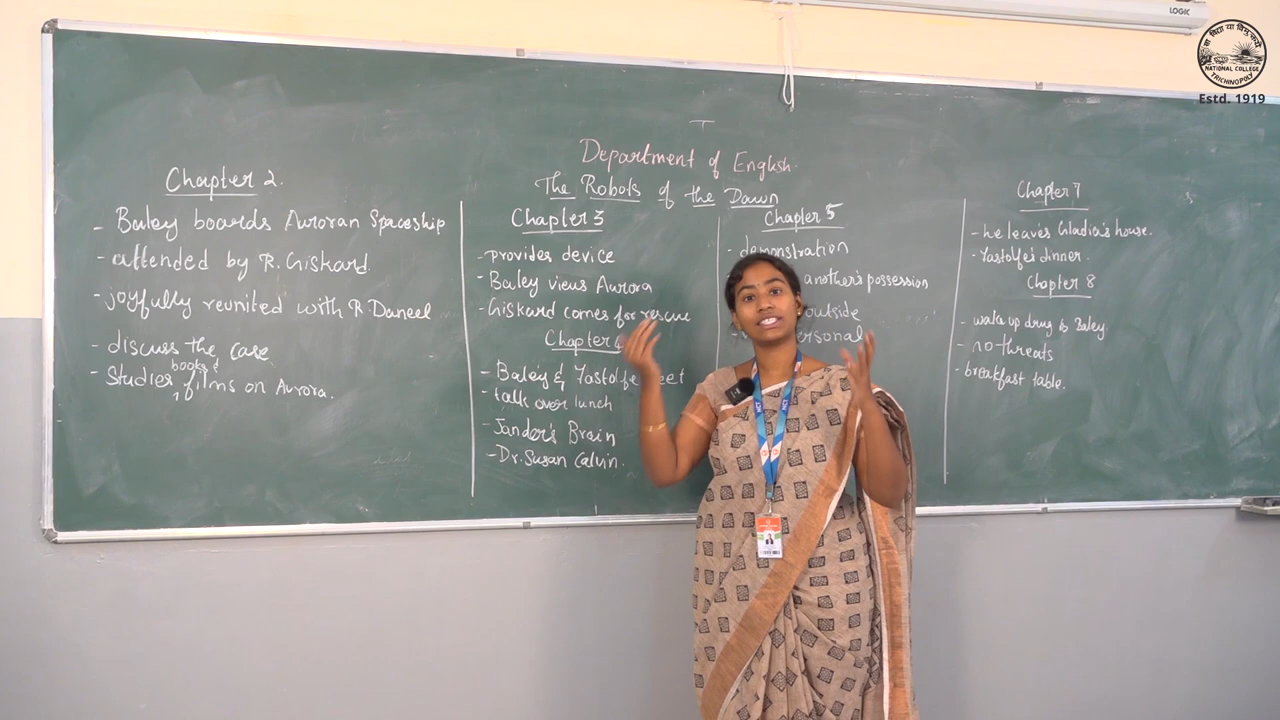 LOGIC
या विद्या या विमुक्तये
NATIONAL COLLEGE
TRICHINOPOLY
Estd. 1919
Department of English.
The Robots of the Dawn
Chapter 2.
- Baley boards Auroran Spaceship
- attended by R. Giskard.
- joyfully reunited with R. Daneel
- discuss the case
books &
- Studies films on Aurora.
Chapter 3
- provides device
- Baley views Aurora
- Giskard comes for rescue
Chapter
- Baley & Fastolfe eet
- talk over lunch
- Jander's Brain
- Dr. Susan Calvin.
Chapter 5
- demonstration
another's possession
outside
ersonal
Chapter 7
- he leaves Gladia's house.
- Fastolfe's dinner.
Chapter 8
- wake up drug to Baley
- no threats
- breakfast table.